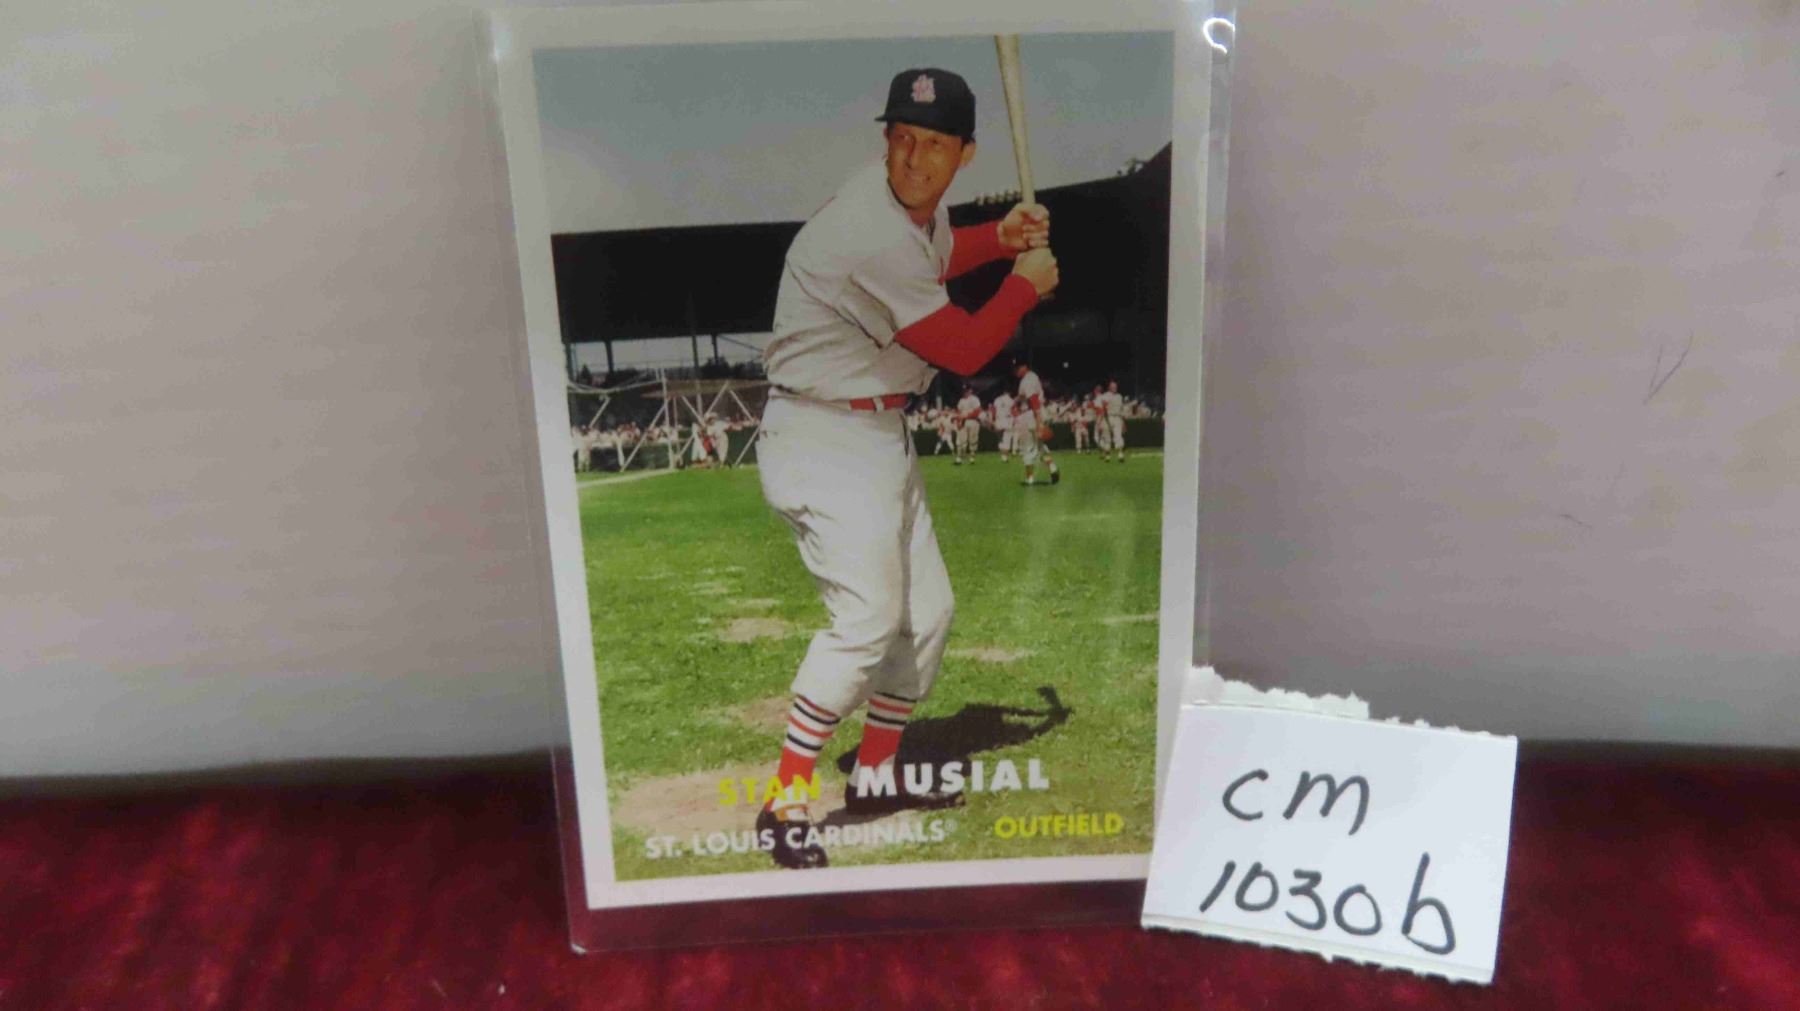 STAN MUSIAL
ST. LOUIS CARDINALS® OUTFIELD
cm
1030b